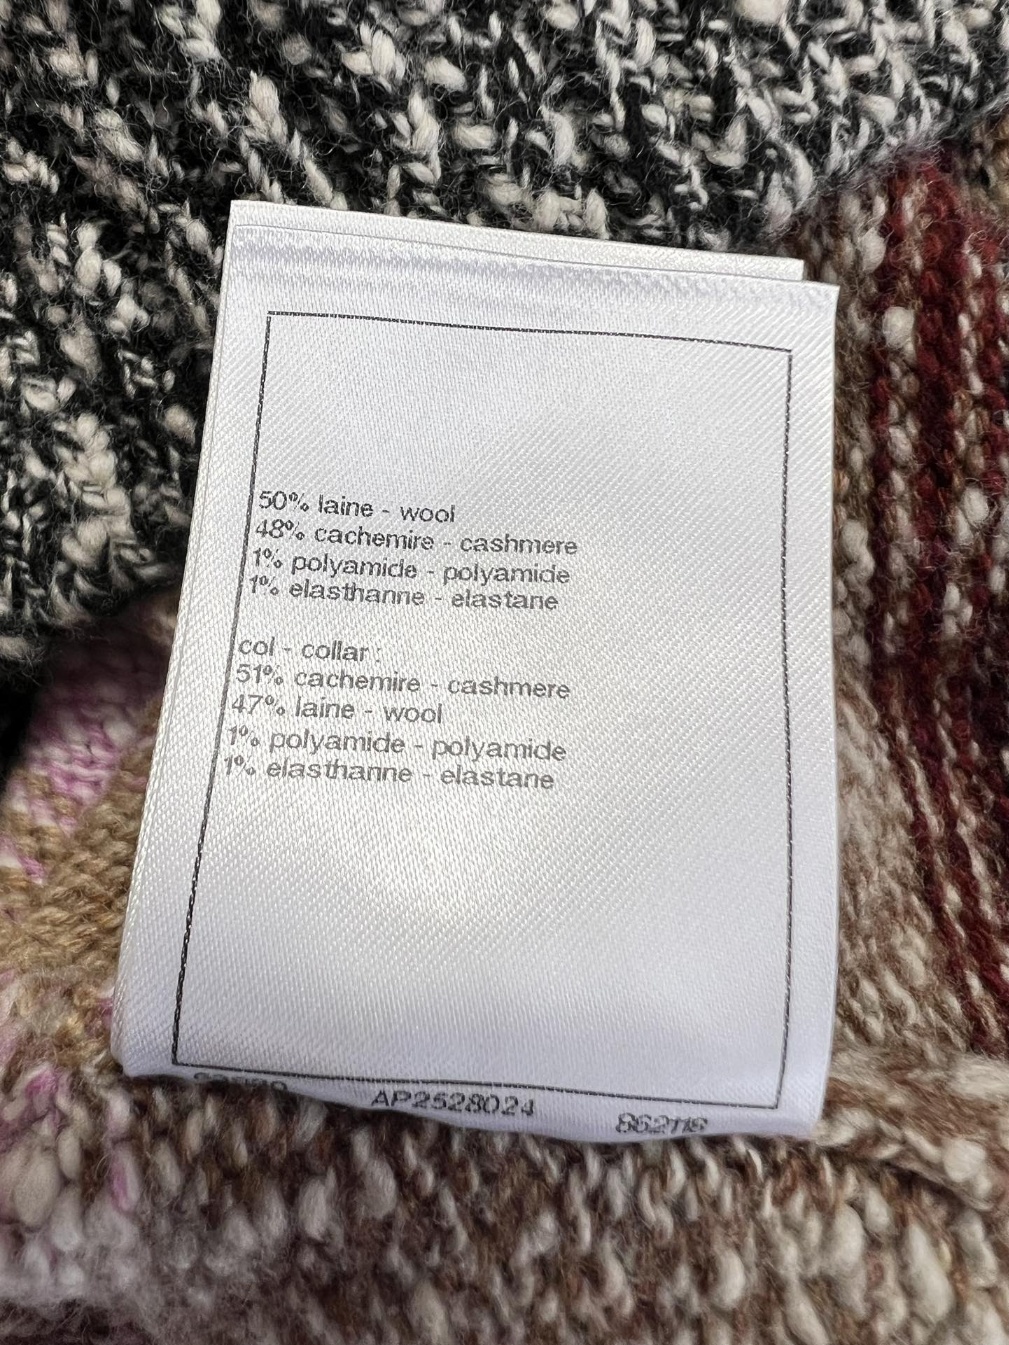 50% laine - wool
48% cachemire - cashmere
1% polyamide - polyamide
1% elasthanne - elastane
col - collar :
51% cachemire - cashmere
47% laine - wool
1% polyamide - polyamide
1% elasthanne - elastane
AP2528024